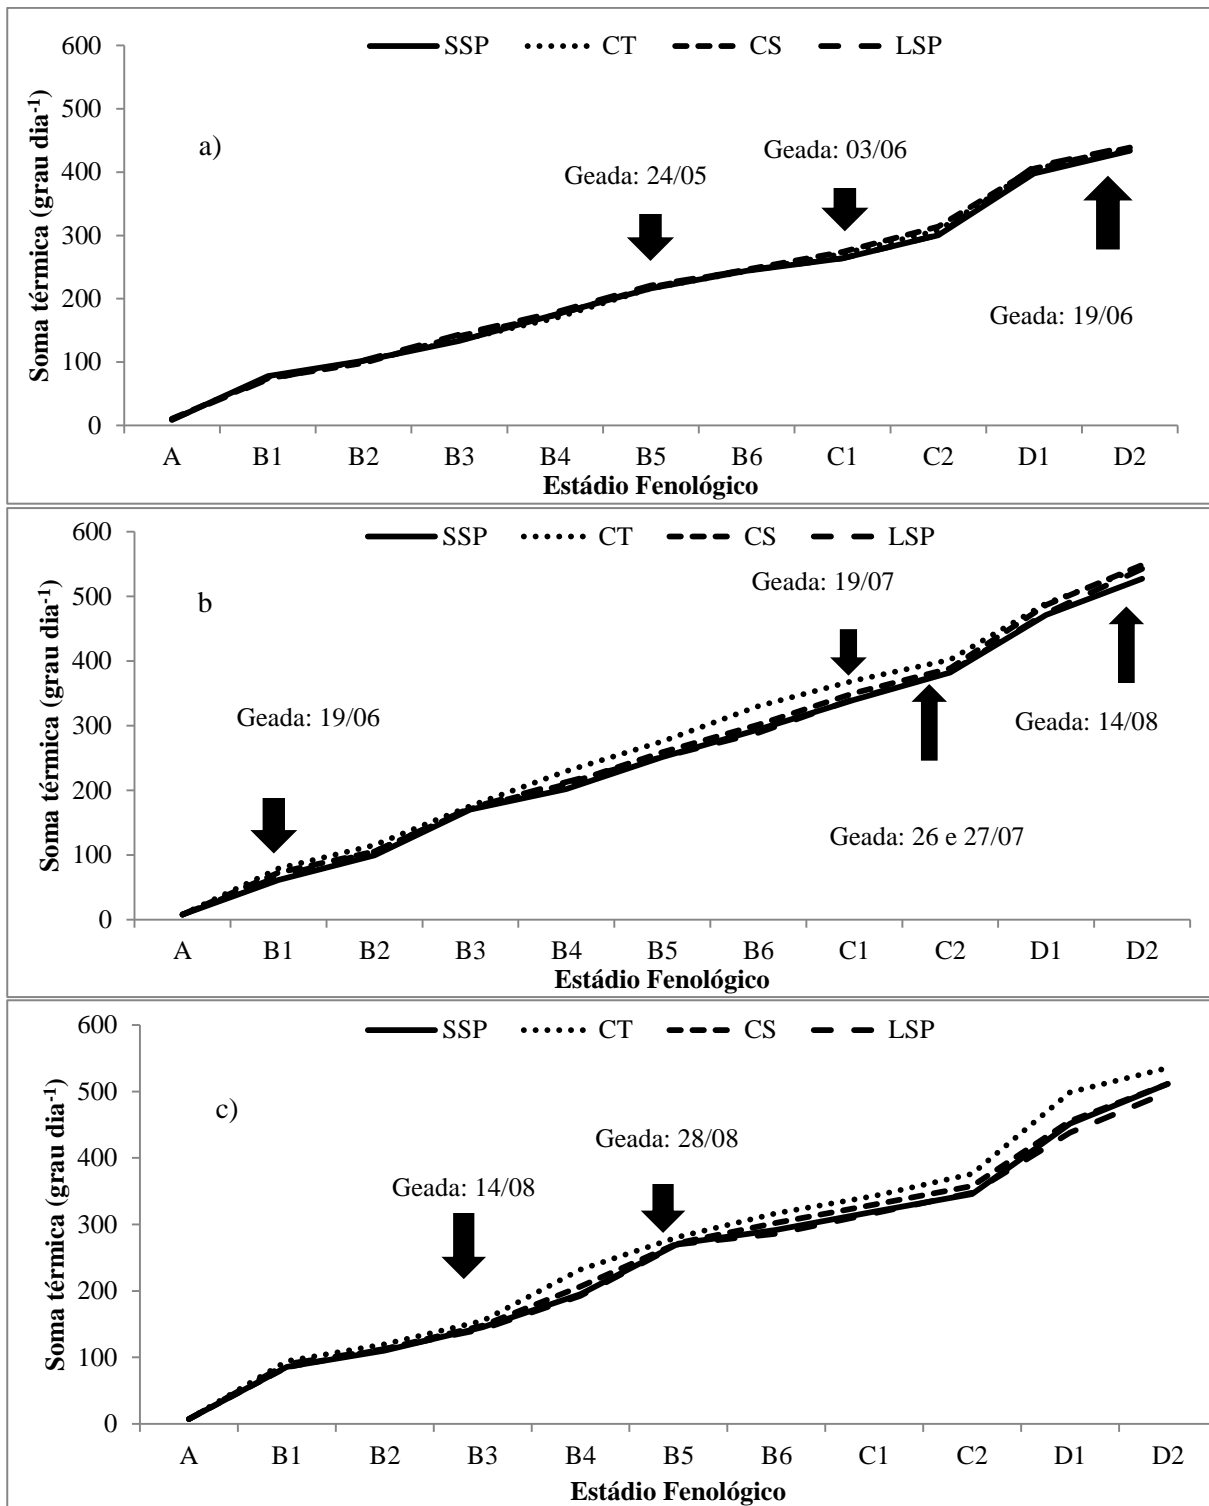 SSP CT CS LSP
600
500
400
300
200
100
0
Soma térmica (grau dia-1)
a)
Geada: 24/05
Geada: 03/06
Geada: 19/06
A B1 B2 B3 B4 B5 B6 C1 C2 D1 D2
Estádio Fenológico
SSP CT CS LSP
600
500
400
300
200
100
0
Soma térmica (grau dia-1)
b
Geada: 19/06
Geada: 19/07
Geada: 26 e 27/07
Geada: 14/08
A B1 B2 B3 B4 B5 B6 C1 C2 D1 D2
Estádio Fenológico
SSP CT CS LSP
600
500
400
300
200
100
0
Soma térmica (grau dia-1)
c)
Geada: 14/08
Geada: 28/08
A B1 B2 B3 B4 B5 B6 C1 C2 D1 D2
Estádio Fenológico